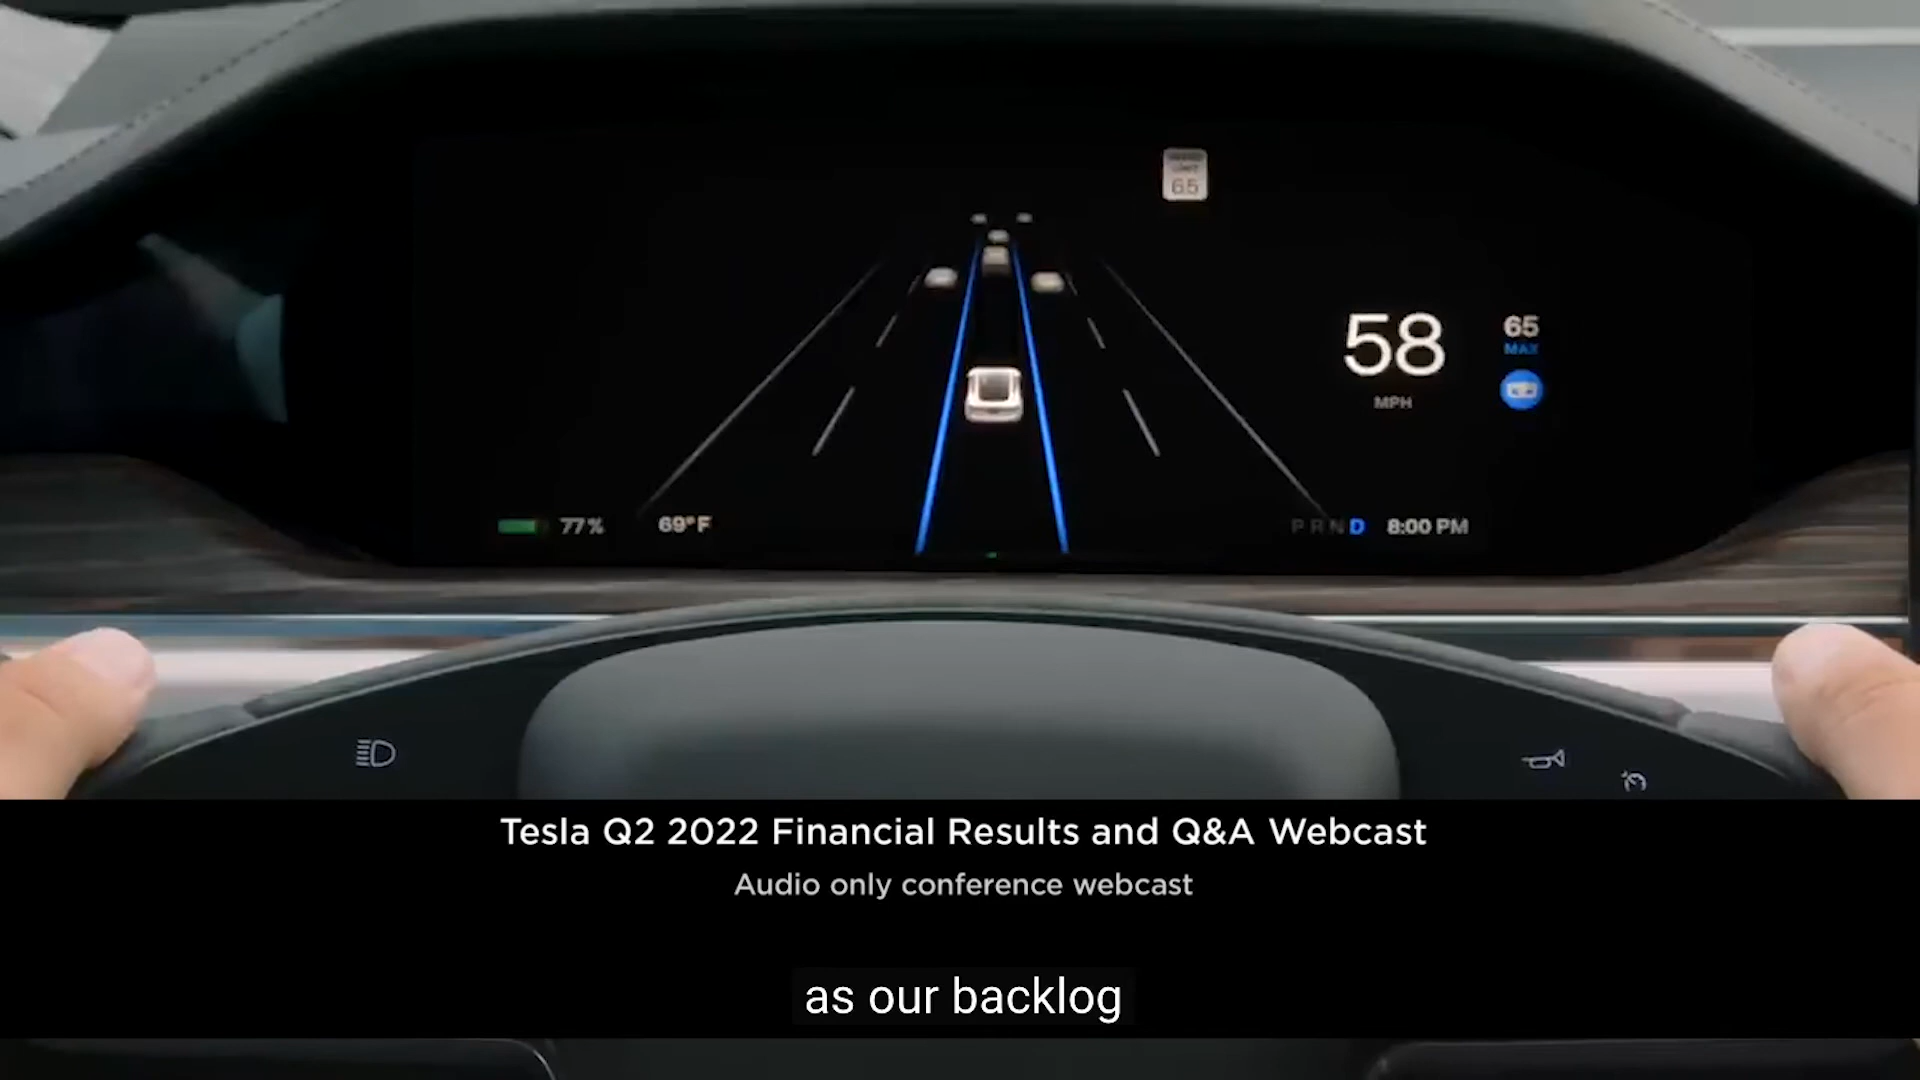 LIMIT
65
58
MPH
65
MAX
77%
69°F
P R N D
8:00 PM
Tesla Q2 2022 Financial Results and Q&A Webcast
Audio only conference webcast
as our backlog